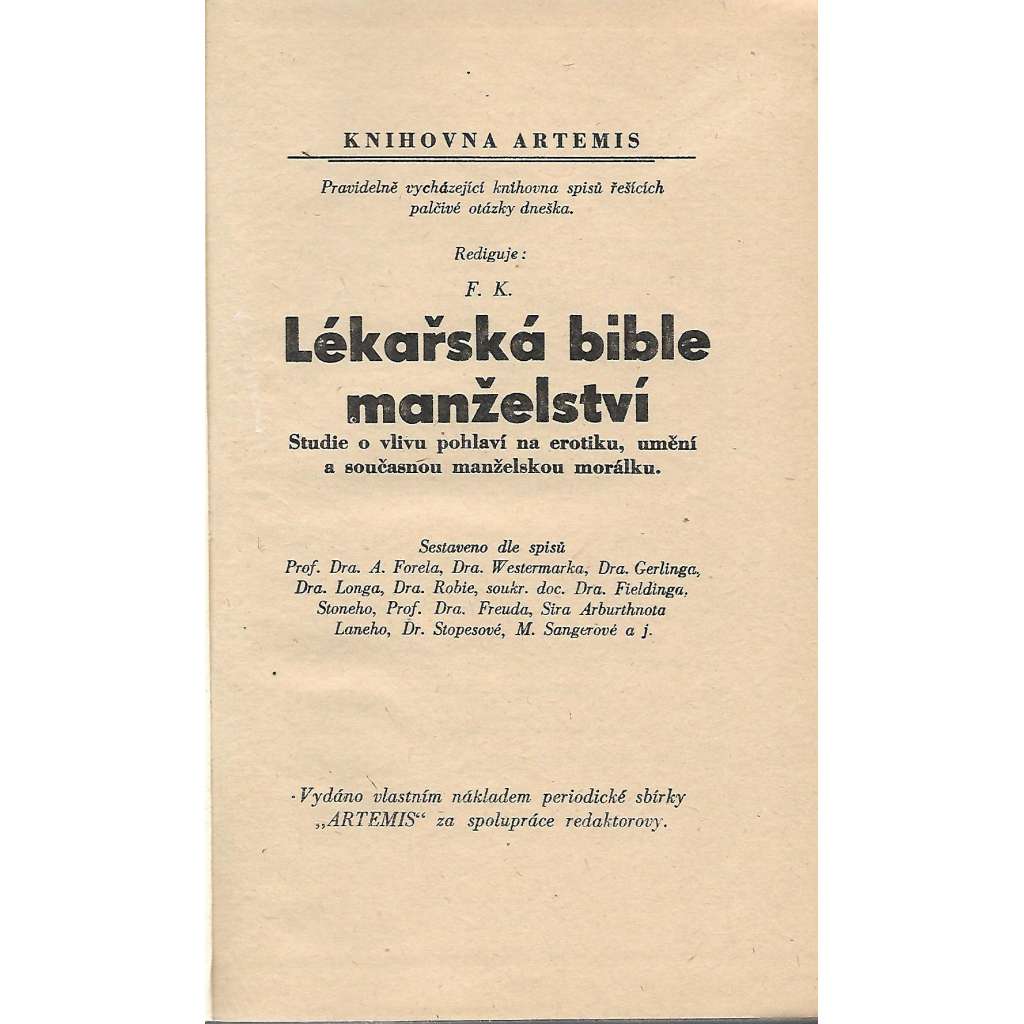 KNIHOVNA ARTEMIS
Pravidelně vycházející knihovna spisů řešících
palčivé otázky dneška.
Rediguje:
F. K.
Lékařská bible
manželství
Studie o vlivu pohlaví na erotiku, umění
a současnou manželskou morálku.
Sestaveno dle spisů
Prof. Dra. A. Forela, Dra. Westermarka, Dra. Gerlinga,
Dra. Longa, Dra. Robie, soukr. doc. Dra. Fieldinga,
Stoneho, Prof. Dra. Freuda, Sira Arburthnota
Laneho, Dr. Stopesové, M. Sangerové a j.
Vydáno vlastním nákladem periodické sbírky
„ARTEMIS“ za spolupráce redaktorovy.